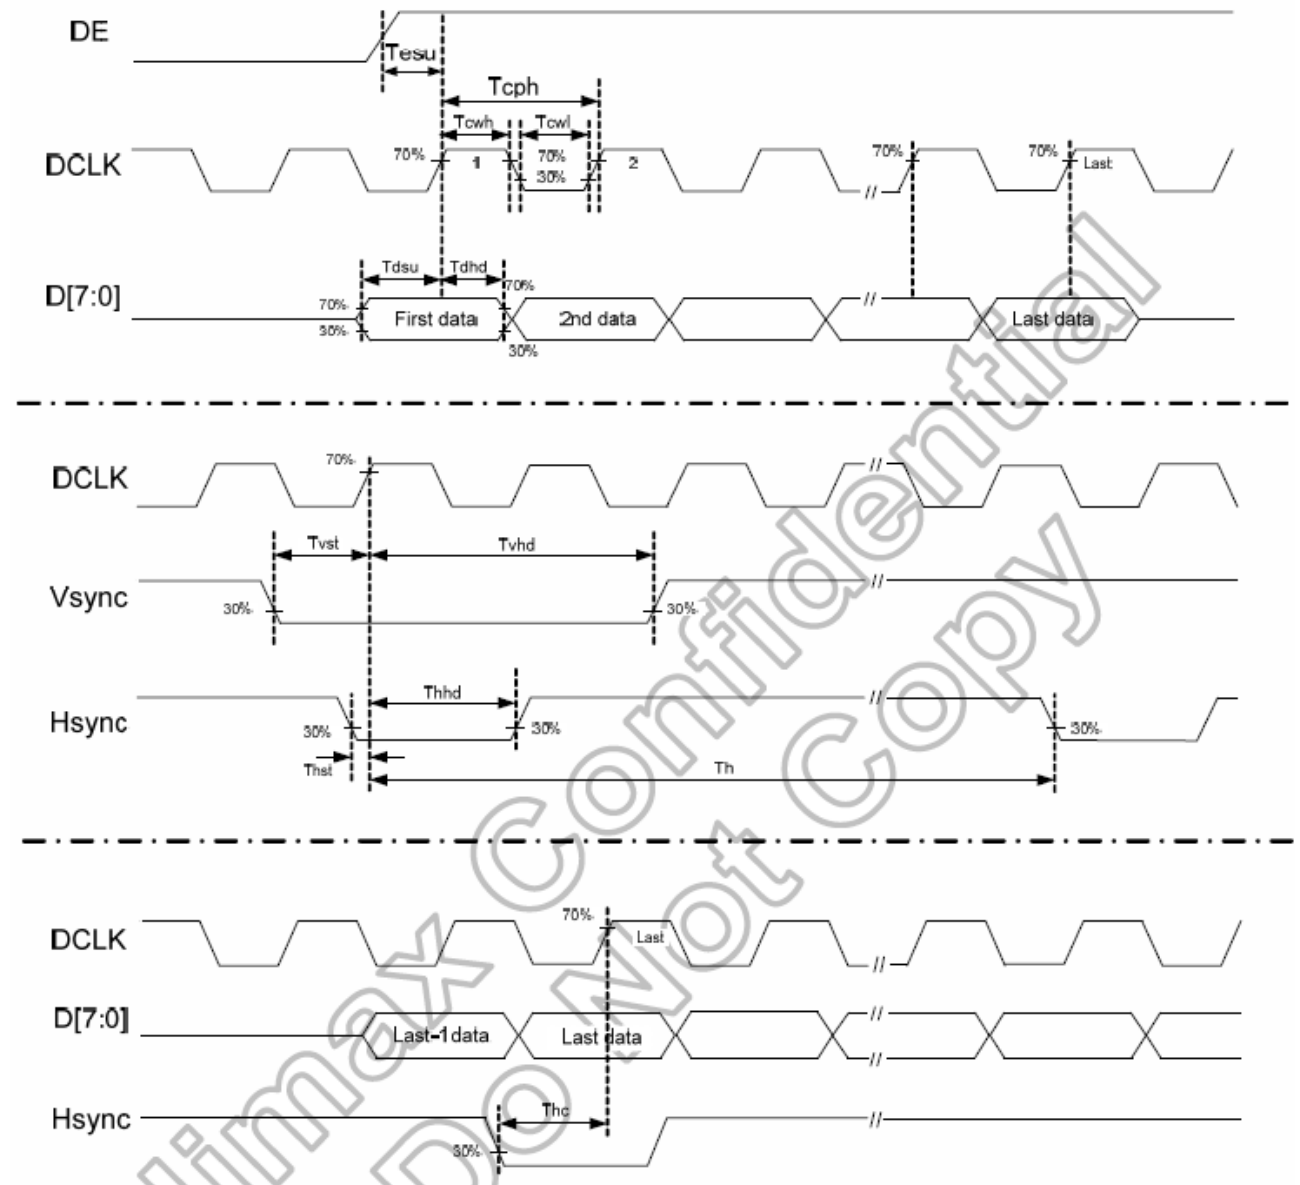 DE
Tesu
Tcph
Tcwh
Tcwl
DCLK
70%
1
70%
30%
2
70%
70%
Last
Tdsu
Tdhd
D[7:0]
70%
30%
70%
30%
First data
2nd data
//
//
Last data
DCLK
70%
//
Tvst
Tvhd
Vsync
30%
30%
//
Thhd
Hsync
30%
30%
//
30%
Thst
Th
DCLK
70%
Last
//
D[7:0]
Last-1data
Last data
//
//
Hsync
Thc
30%
//
Himax Confidential
Do Not Copy